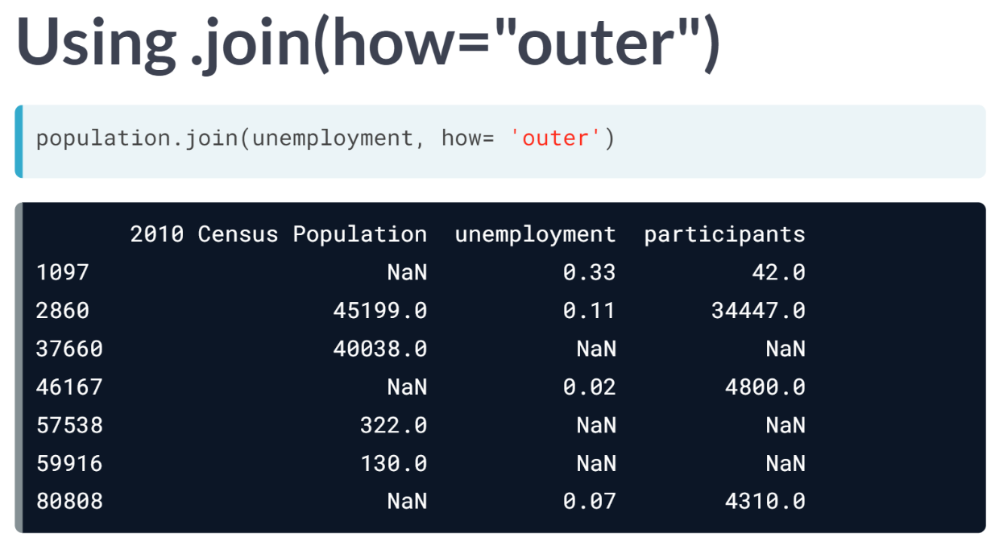 Using .join(how="outer")
population.join(unemployment, how= 'outer')
2010 Census Population unemployment participants
1097 NaN 0.33 42.0
2860 45199.0 0.11 34447.0
37660 40038.0 NaN NaN
46167 NaN 0.02 4800.0
57538 322.0 NaN NaN
59916 130.0 NaN NaN
80808 NaN 0.07 4310.0